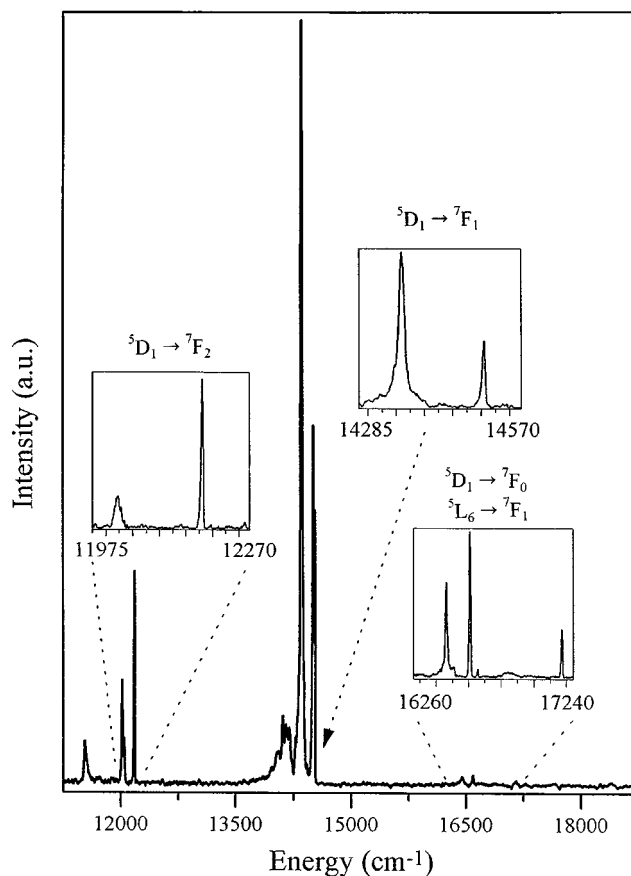 ⁵D₁ → ⁷F₁
⁵D₁ → ⁷F₂
14285 14570
⁵D₁ → ⁷F₀
⁵L₆ → ⁷F₁
11975 12270
16260 17240
Intensity (a.u.)
12000 13500 15000 16500 18000
Energy (cm⁻¹)